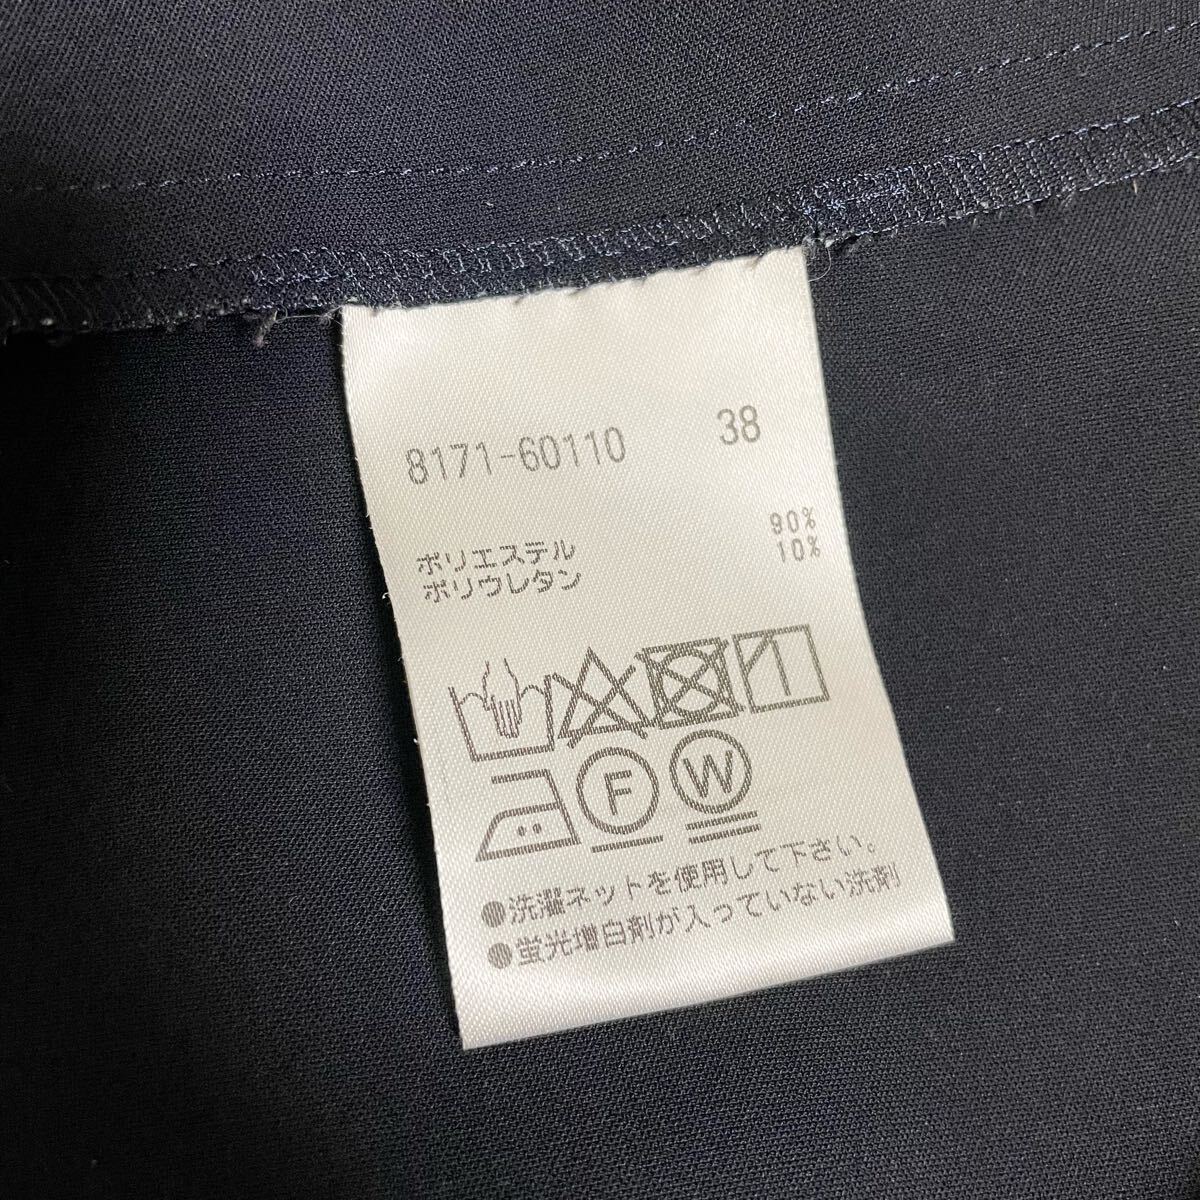 8171-60110 38
ポリエステル 90%
ポリウレタン 10%
F W
●洗濯ネットを使用して下さい。
●蛍光増白剤が入っていない洗剤